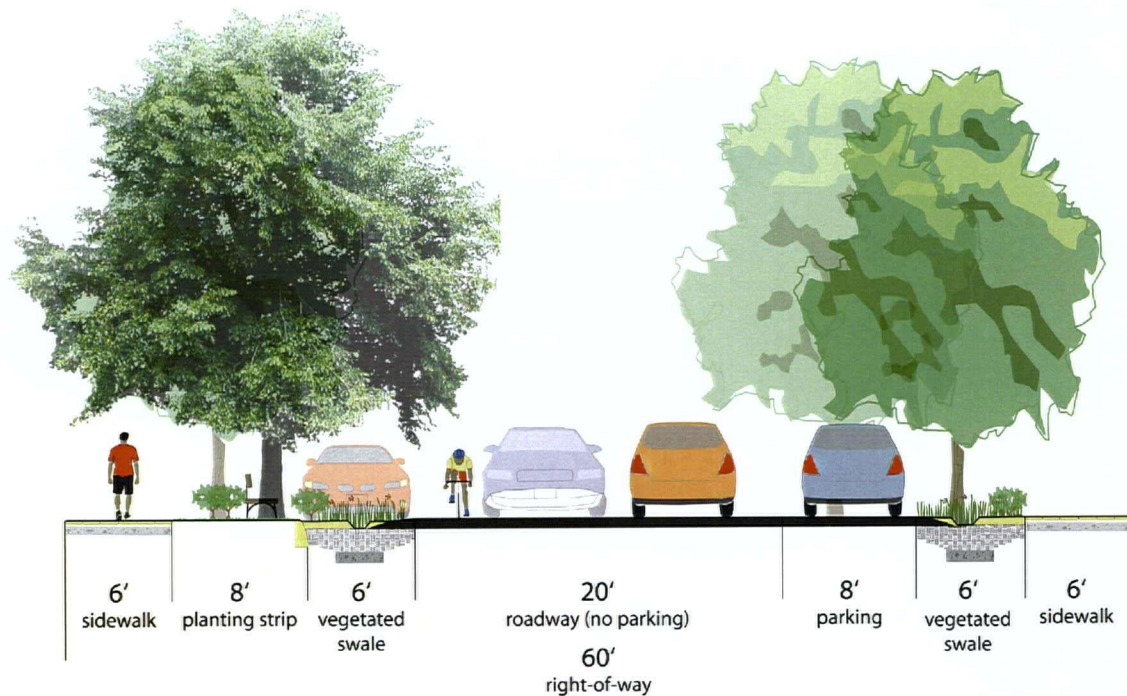 6' 8' 6' 20' 8' 6' 6'
sidewalk planting strip vegetated swale roadway (no parking) parking vegetated swale sidewalk
60'
right-of-way